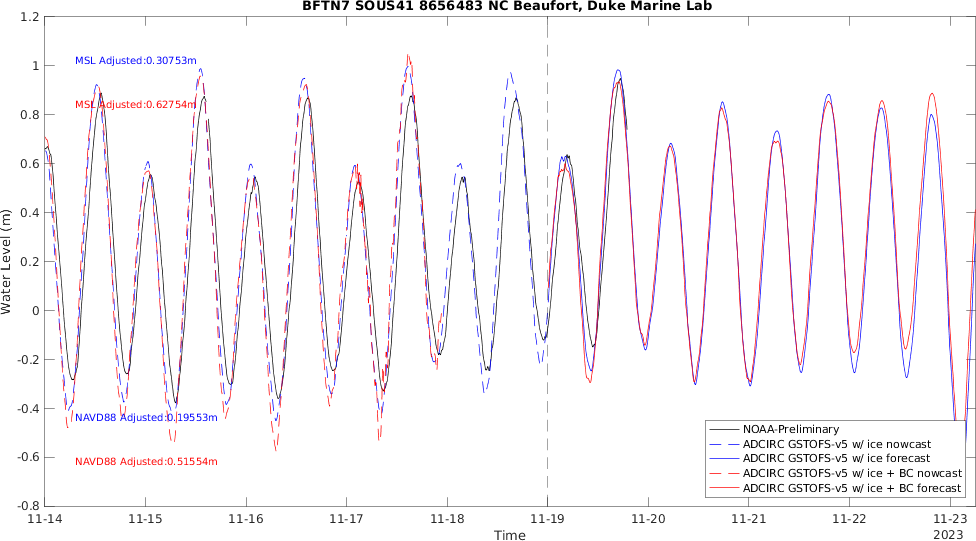 BFTN7 SOUS41 8656483 NC Beaufort, Duke Marine Lab
1.2
1
0.8
0.6
0.4
0.2
0
-0.2
-0.4
-0.6
-0.8
Water Level (m)
MSL Adjusted:0.30753m
MSL Adjusted:0.62754m
NAVD88 Adjusted:0.19553m
NAVD88 Adjusted:0.51554m
NOAA-Preliminary
ADCIRC GSTOFS-v5 w/ ice nowcast
ADCIRC GSTOFS-v5 w/ ice forecast
ADCIRC GSTOFS-v5 w/ ice + BC nowcast
ADCIRC GSTOFS-v5 w/ ice + BC forecast
11-14 11-15 11-16 11-17 11-18 11-19 11-20 11-21 11-22 11-23
Time
2023